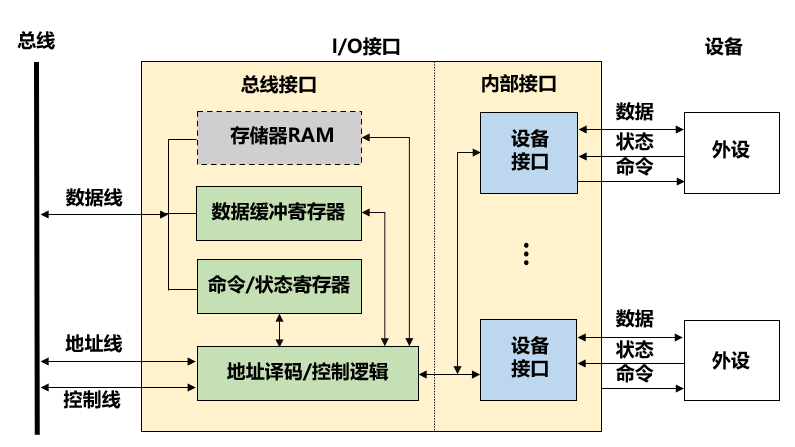 总线
I/O接口
设备
总线接口
内部接口
存储器RAM
数据缓冲寄存器
命令/状态寄存器
地址译码/控制逻辑
数据线
地址线
控制线
设备
接口
数据
状态
命令
外设
⋮
设备
接口
数据
状态
命令
外设